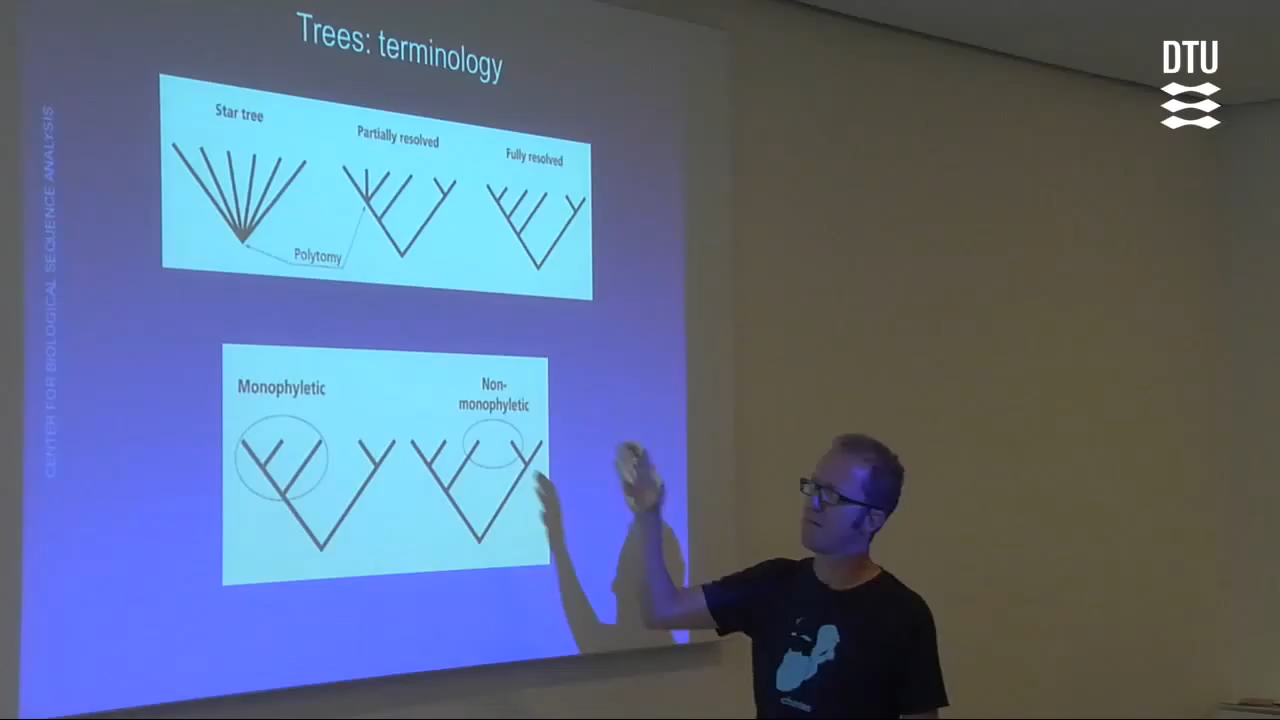 Trees: terminology
Star tree
Partially resolved
Fully resolved
Polytomy
Monophyletic
Non-
monophyletic
CENTER FOR BIOLOGICAL SEQUENCE ANALYSIS
DTU